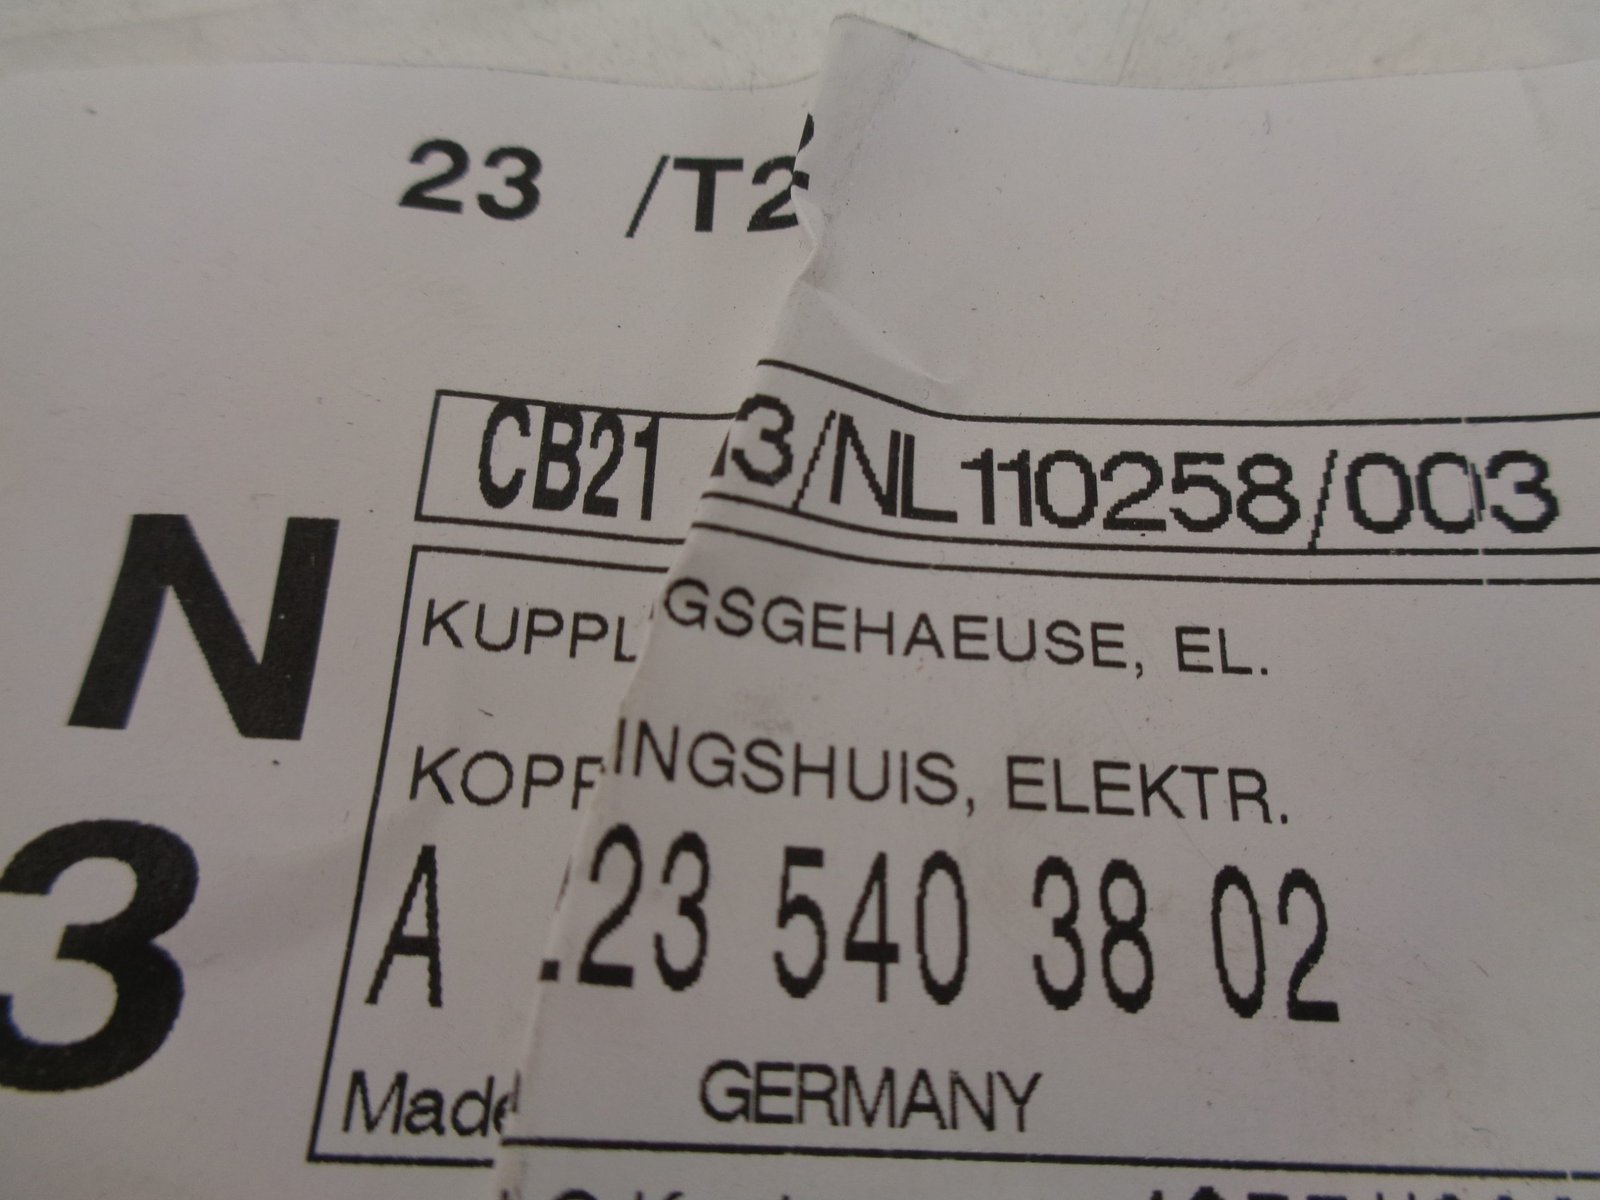 23 /T2
CB21 3/NL110258/003
N
KUPPL GSGEHAEUSE, EL.
KOPP INGSHUIS, ELEKTR.
3
A .23 540 38 02
Made GERMANY